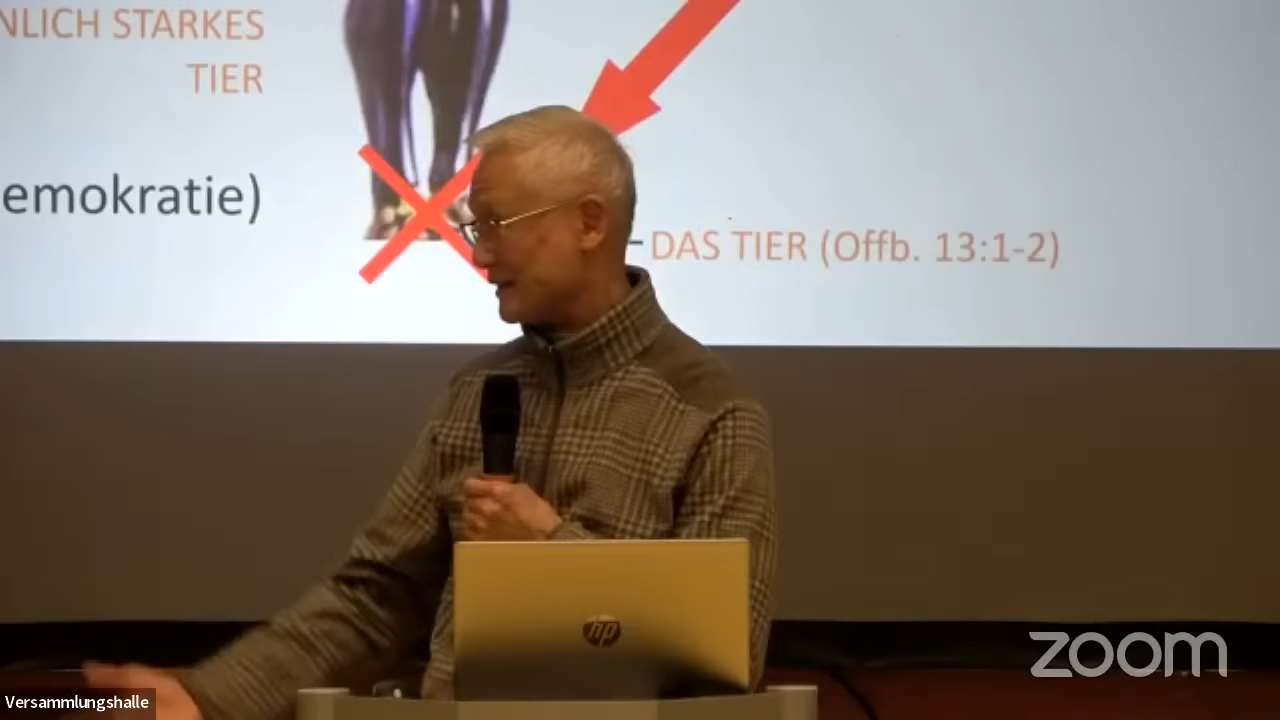 NLICH STARKES
TIER
emokratie)
DAS TIER (Offb. 13:1-2)
hp
zoom
Versammlungshalle